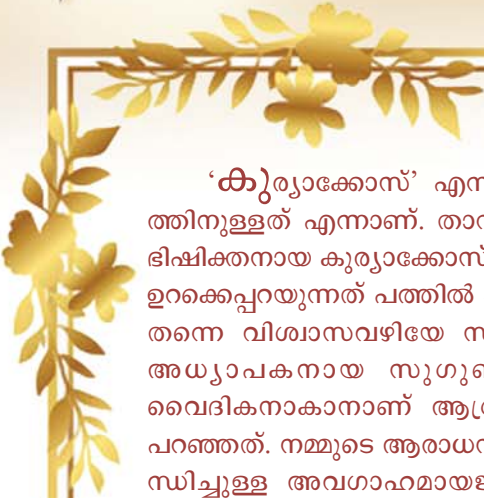 ‘കുര്യാക്കോസ്’ എന
ത്തിനുള്ളത് എന്നാണ്. താ
ഭിഷിക്തനായ കുര്യാക്കോസ്
ഉറക്കെപ്പറയുന്നത് പത്തിൽ
തന്നെ വിശ്വാസവഴിയേ സ
അധ്യാപകനായ സുഗു
വൈദികനാകാനാണ് ആ
പറഞ്ഞത്. നമ്മുടെ ആരാധന
ന്ധിച്ചുള്ള അവഗാഹമായ